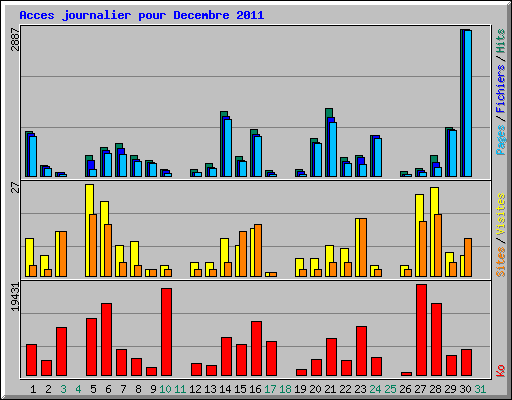 Acces journalier pour Decembre 2011
2887
27
19431
Pages / Fichiers / Hits
Sites / Visites
Ko
1 2 3 4 5 6 7 8 9 10 11 12 13 14 15 16 17 18 19 20 21 22 23 24 25 26 27 28 29 30 31